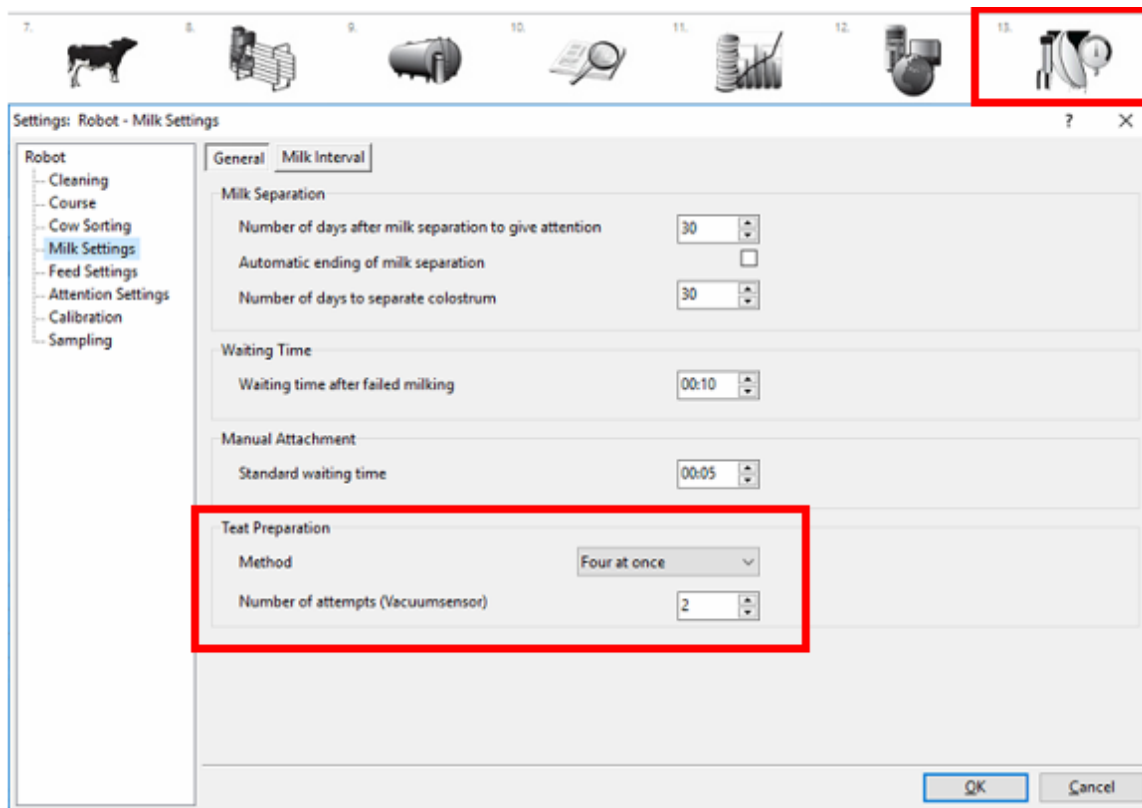 7.
8.
9.
10.
11.
12.
13.
Settings: Robot - Milk Settings
?
Robot
Cleaning
Course
Cow Sorting
Milk Settings
Feed Settings
Attention Settings
Calibration
Sampling
General Milk Interval
Milk Separation
Number of days after milk separation to give attention 30
Automatic ending of milk separation
Number of days to separate colostrum 30
Waiting Time
Waiting time after failed milking 00:10
Manual Attachment
Standard waiting time 00:05
Teat Preparation
Method Four at once
Number of attempts (Vacuumsensor) 2
OK Cancel